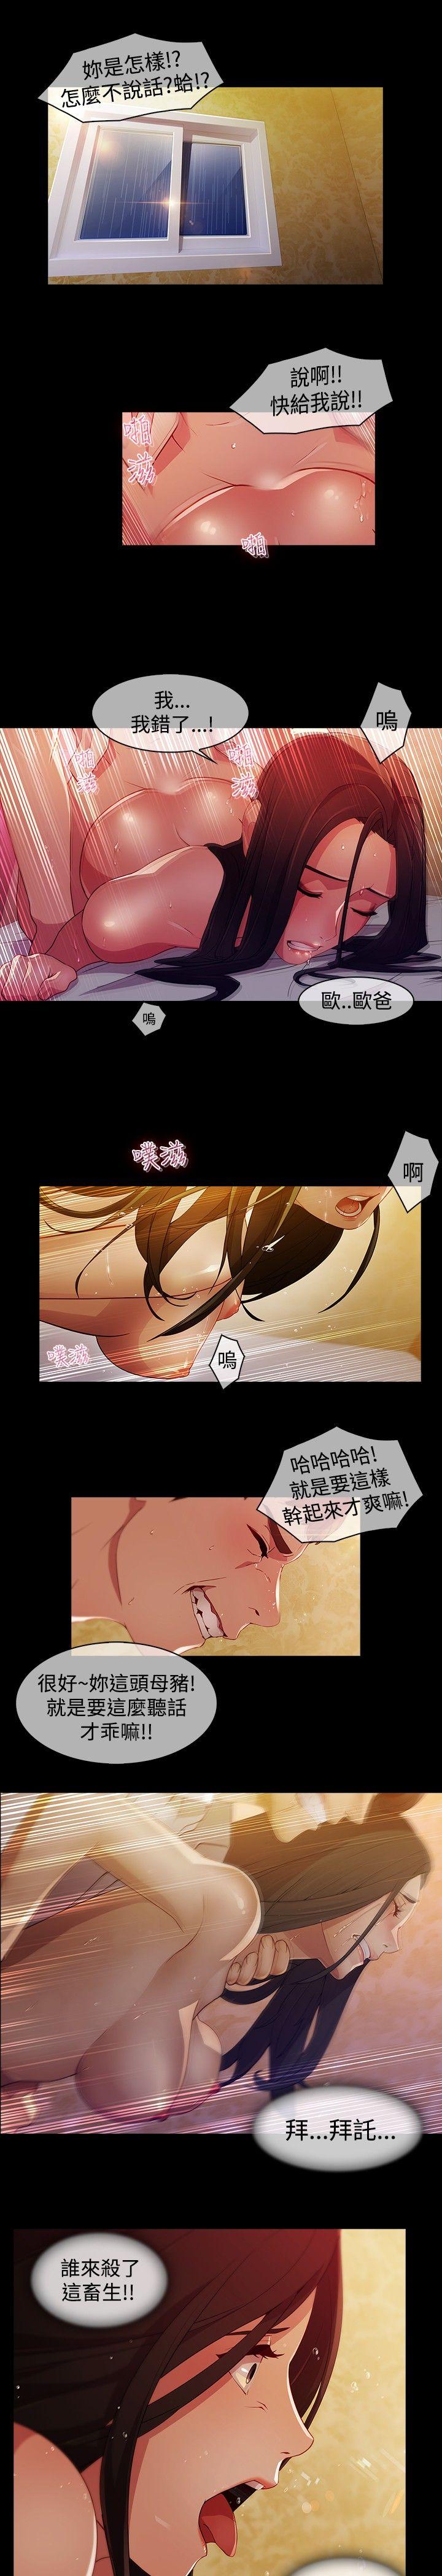 妳是怎樣!?
怎麼不說話?蛤!?
說啊!!
快給我說!!
啪
滋
啪
我...
我錯了...!
嗚
啪
滋
啪
滋
歐..歐爸
嗚
噗滋
啊
嗚
噗滋
哈哈哈哈!
就是要這樣
幹起來才爽嘛!
很好~妳這頭母豬!
就是要這麼聽話
才乖嘛!!
拜...拜託...
誰來殺了
這畜生!!